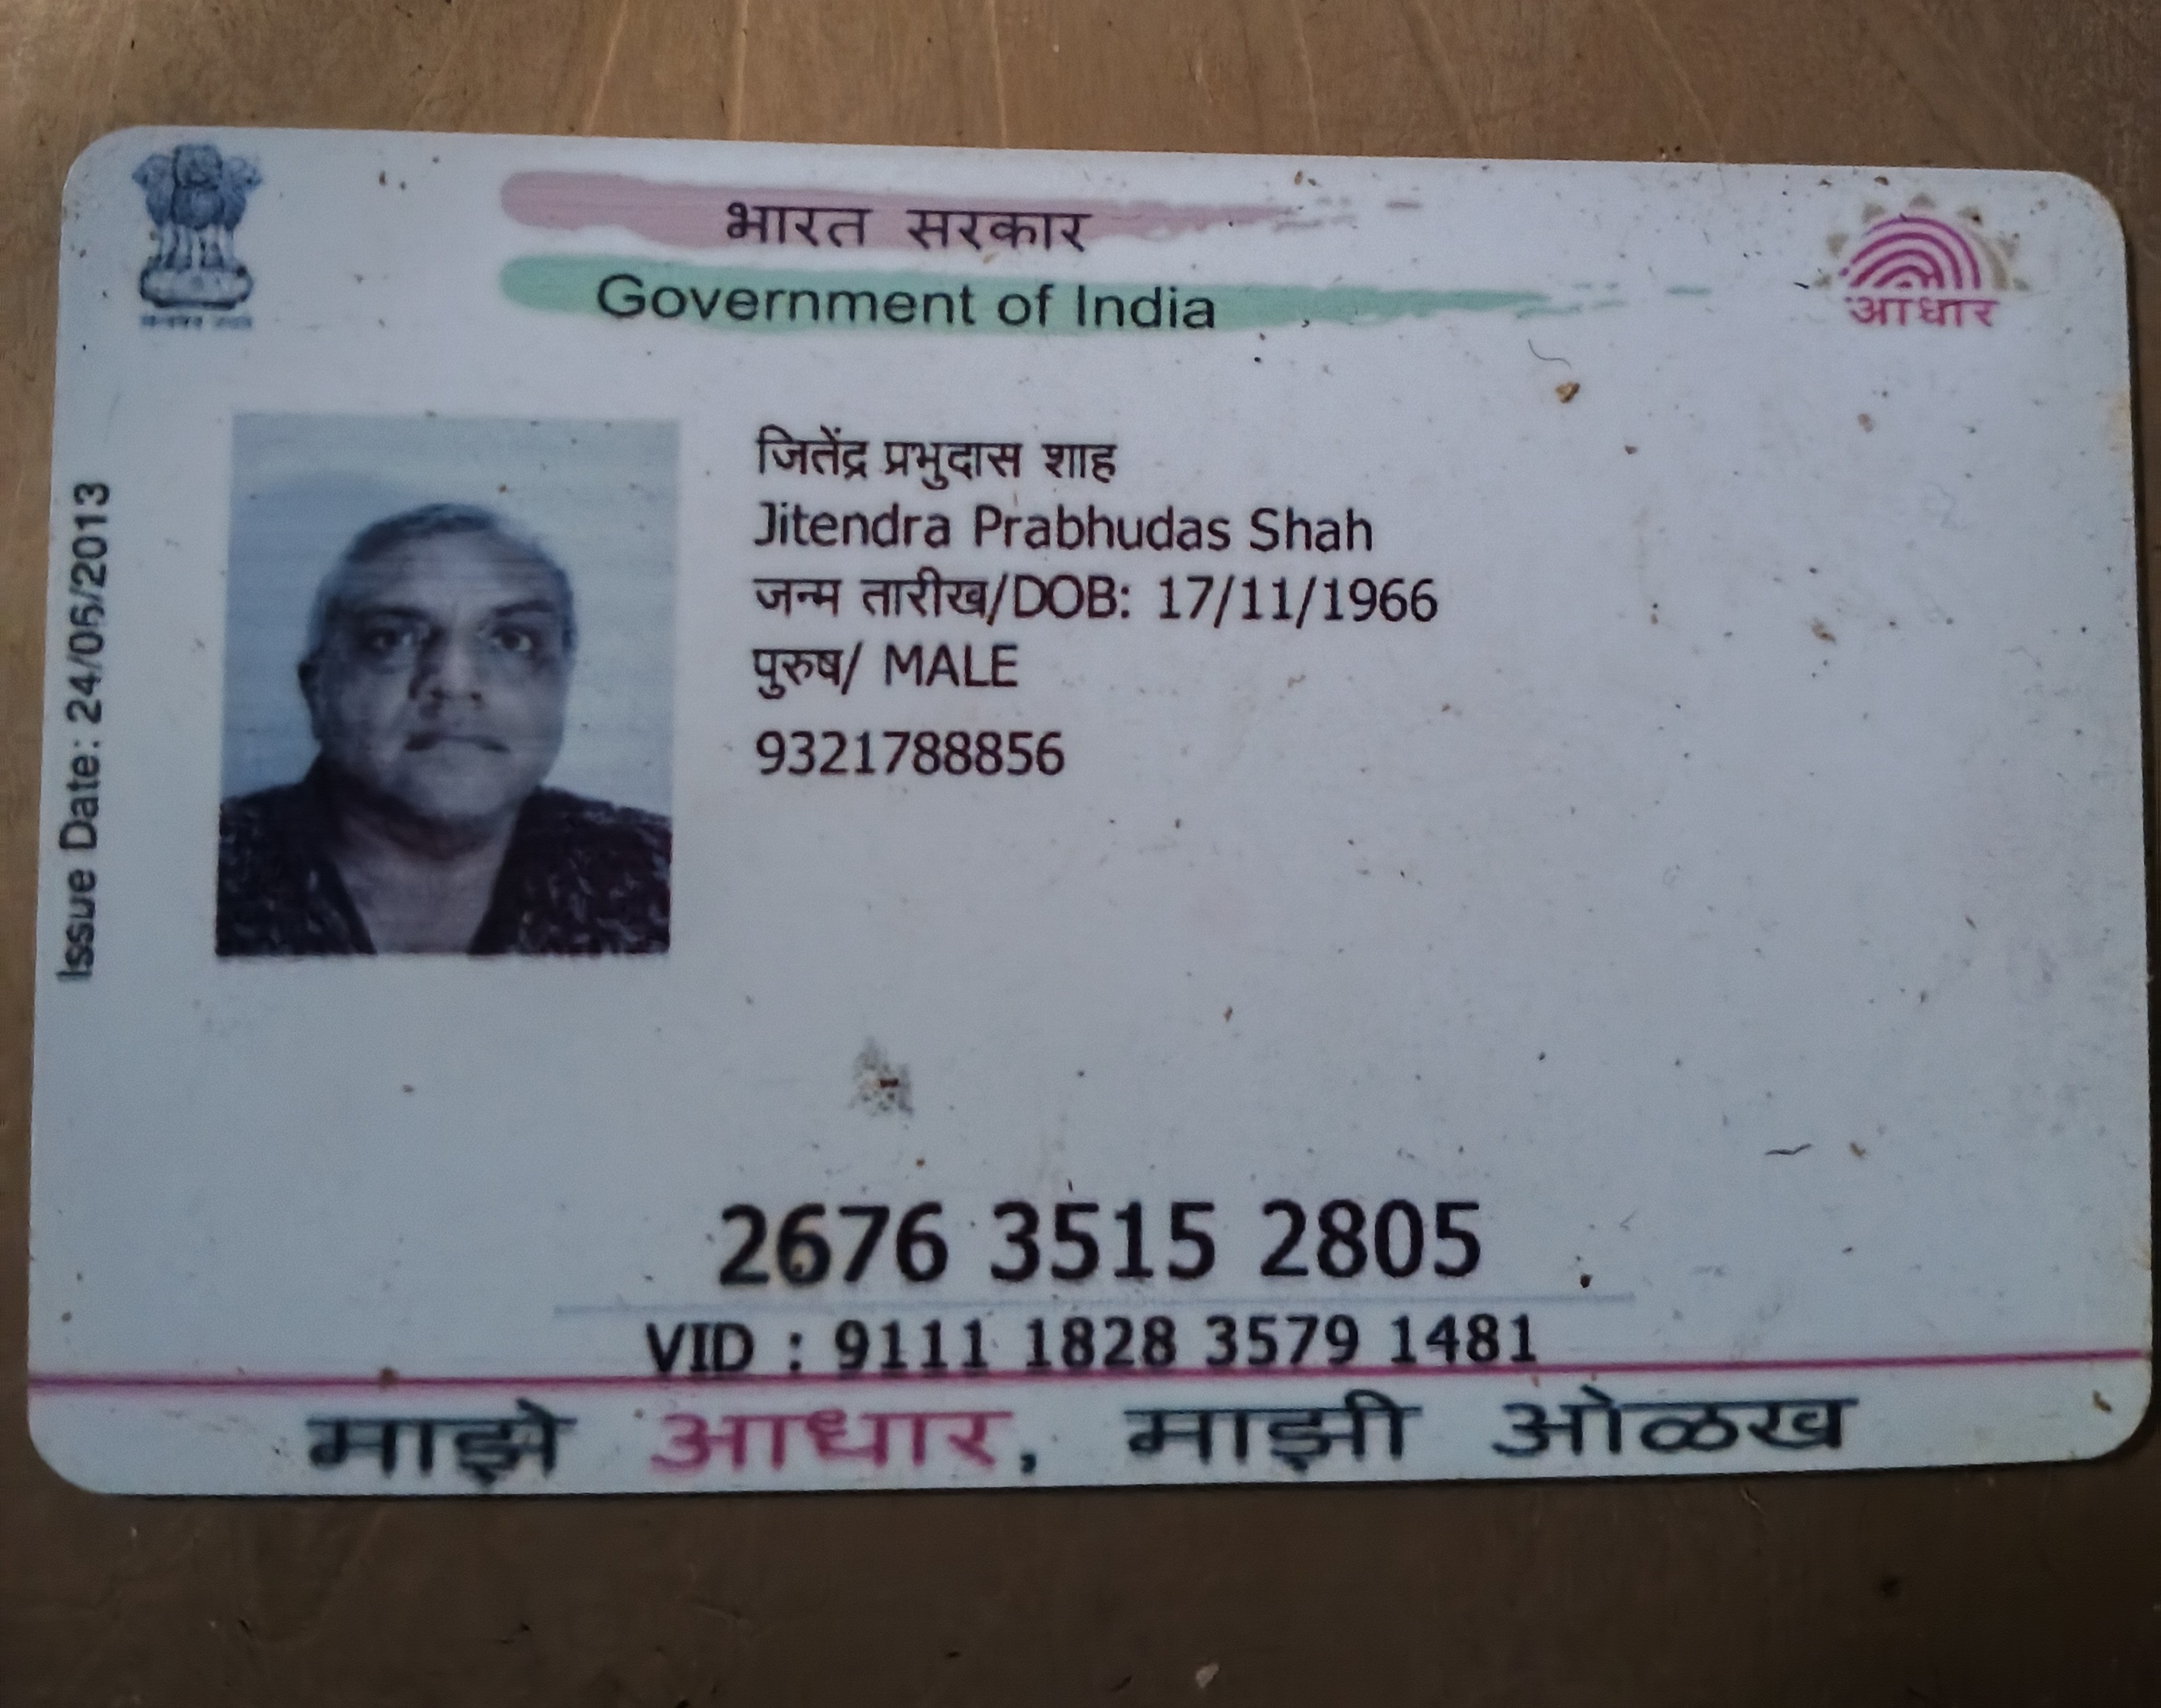 भारत सरकार
Government of India
आधार
Issue Date: 24/06/2013
जितेंद्र प्रभुदास शाह
Jitendra Prabhudas Shah
जन्म तारीख/DOB: 17/11/1966
पुरुष/ MALE
9321788856
2676 3515 2805
VID : 9111 1828 3579 1481
माझे आधार, माझी ओळख